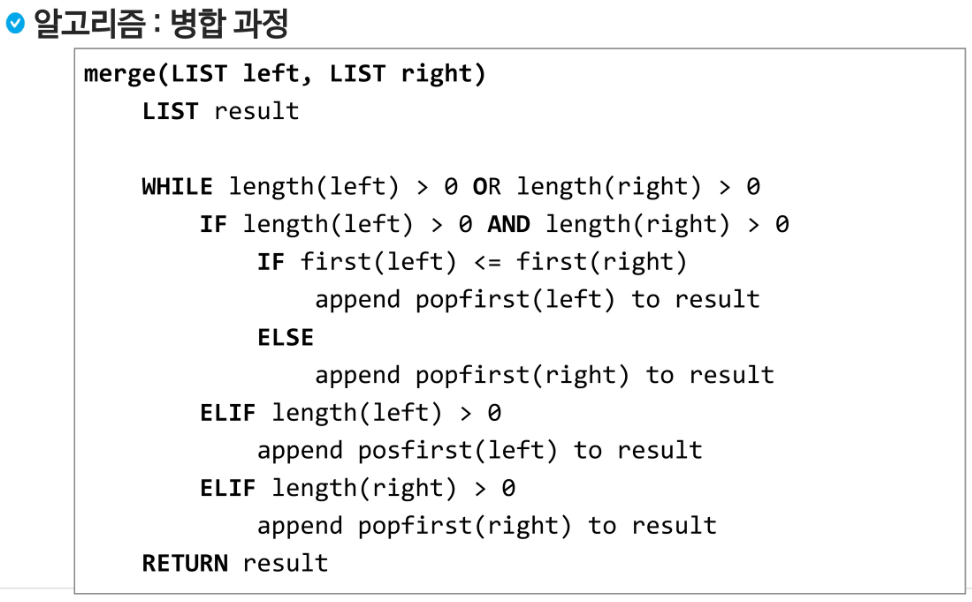 알고리즘 : 병합 과정
merge(LIST left, LIST right)
LIST result
WHILE length(left) > 0 OR length(right) > 0
IF length(left) > 0 AND length(right) > 0
IF first(left) <= first(right)
append popfirst(left) to result
ELSE
append popfirst(right) to result
ELIF length(left) > 0
append posfirst(left) to result
ELIF length(right) > 0
append popfirst(right) to result
RETURN result